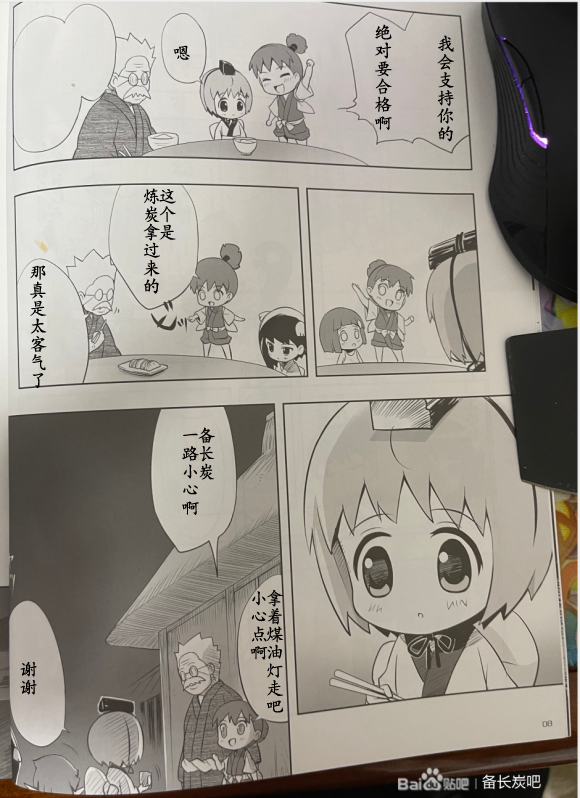 我会支持你的
绝对要合格啊
嗯
这个是
炼炭拿过来的
那真是太客气了
备长炭
一路小心啊
拿着煤油灯走吧
小心点啊
谢谢
08
Bai贴吧 | 备长炭吧